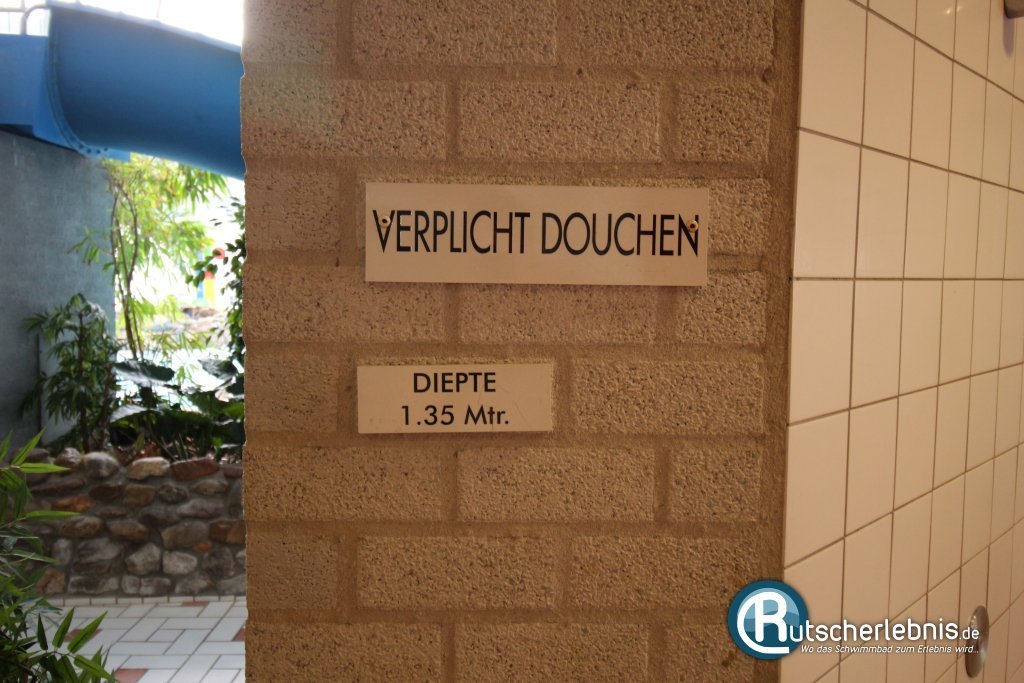 VERPLICHT DOUCHEN
DIEPTE
1.35 Mtr.
Rutscherlebnis.de
Wo das Schwimmbad zum Erlebnis wird...